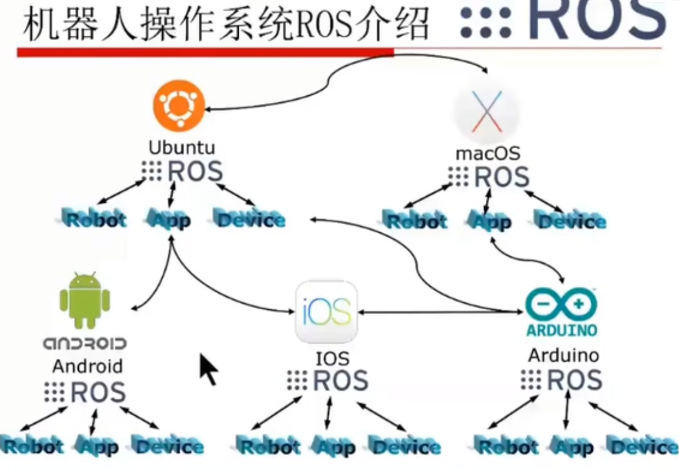 机器人操作系统ROS介绍 ROS
Ubuntu
ROS
Robot App Device
macOS
ROS
Robot App Device
ANDROID
Android
ROS
Robot App Device
iOS
IOS
ROS
Robot App Device
ARDUINO
Arduino
ROS
Robot App Device